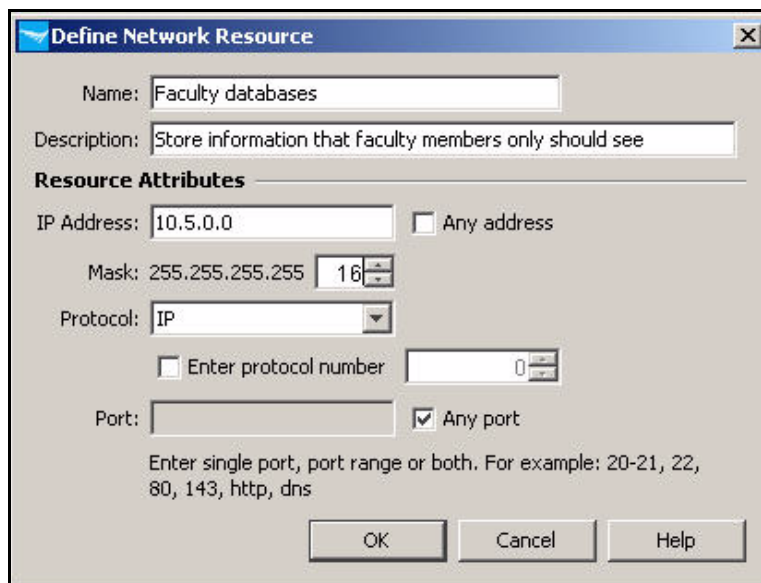 Define Network Resource
Name: Faculty databases
Description: Store information that faculty members only should see
Resource Attributes
IP Address: 10.5.0.0 Any address
Mask: 255.255.255.255 16
Protocol: IP
Enter protocol number 0
Port: Any port
Enter single port, port range or both. For example: 20-21, 22,
80, 143, http, dns
OK Cancel Help